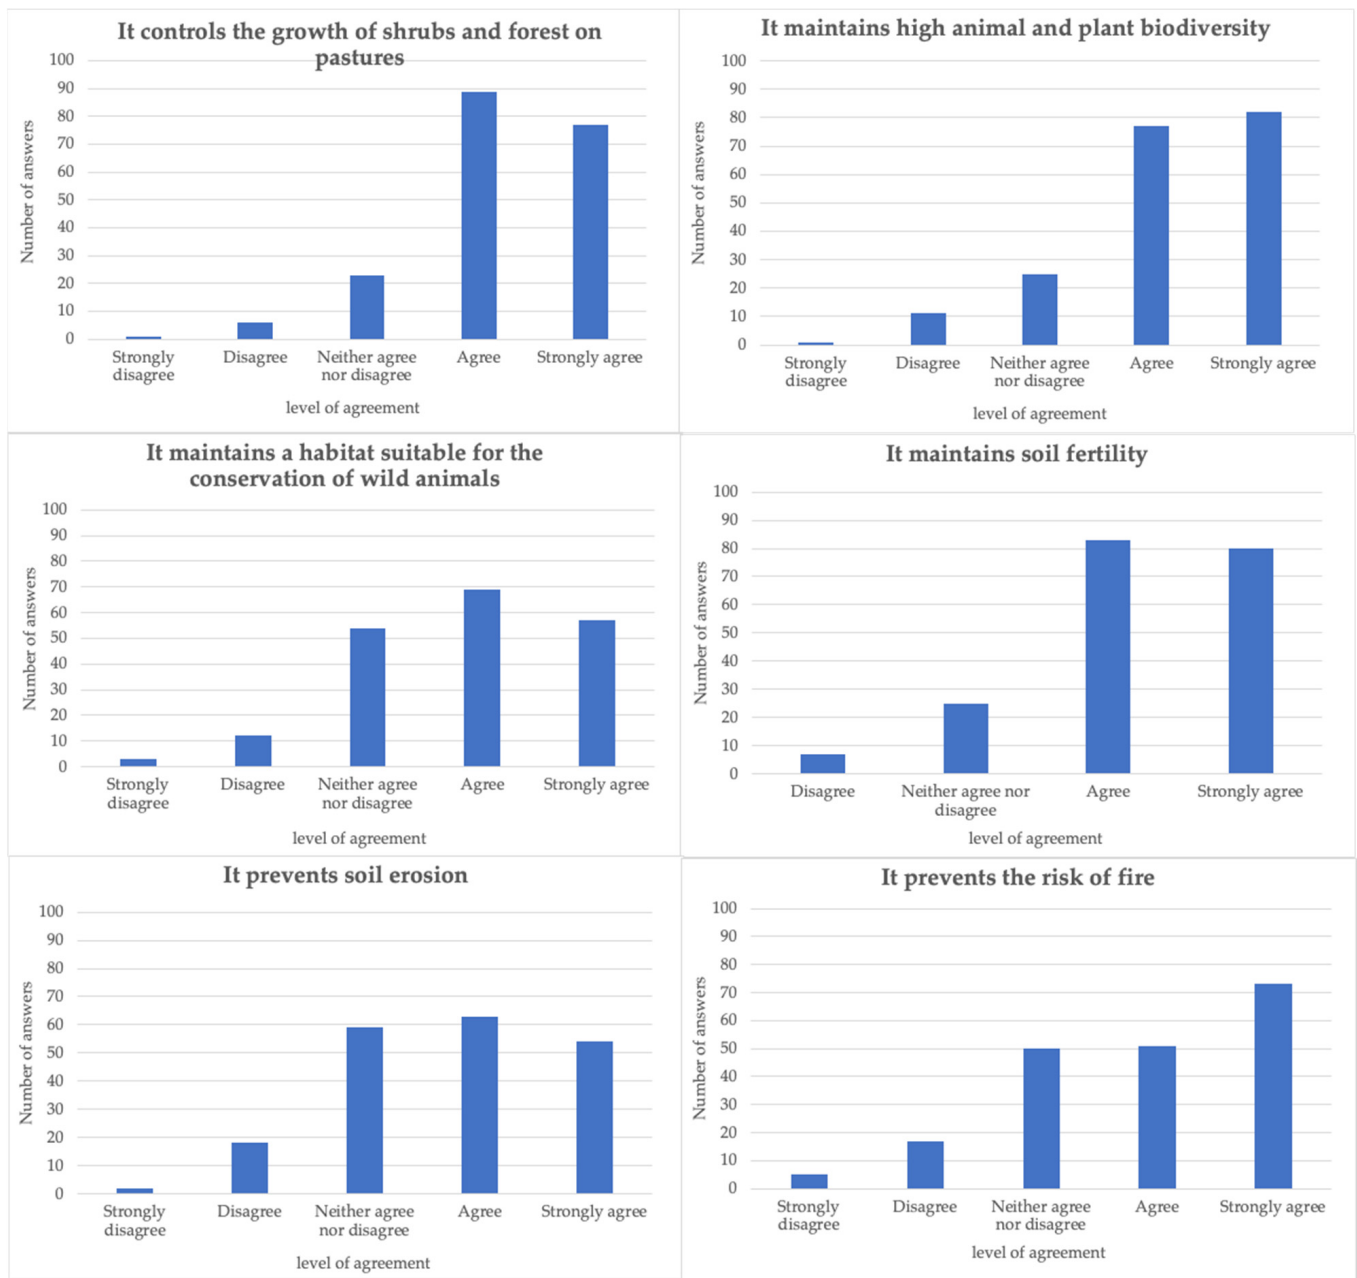 It controls the growth of shrubs and forest on
pastures
100
90
80
70
60
50
40
30
20
10
0
Number of answers
Strongly
disagree
Disagree
Neither agree
nor disagree
Agree
Strongly agree
level of agreement
It maintains high animal and plant biodiversity
100
90
80
70
60
50
40
30
20
10
0
Number of answers
Strongly
disagree
Disagree
Neither agree
nor disagree
Agree
Strongly agree
level of agreement
It maintains a habitat suitable for the
conservation of wild animals
100
90
80
70
60
50
40
30
20
10
0
Number of answers
Strongly
disagree
Disagree
Neither agree
nor disagree
Agree
Strongly agree
level of agreement
It maintains soil fertility
100
90
80
70
60
50
40
30
20
10
0
Number of answers
Disagree
Neither agree nor
disagree
Agree
Strongly agree
level of agreement
It prevents soil erosion
100
90
80
70
60
50
40
30
20
10
0
Number of answers
Strongly
disagree
Disagree
Neither agree
nor disagree
Agree
Strongly agree
level of agreement
It prevents the risk of fire
100
90
80
70
60
50
40
30
20
10
0
Number of answers
Strongly
disagree
Disagree
Neither agree
nor disagree
Agree
Strongly agree
level of agreement